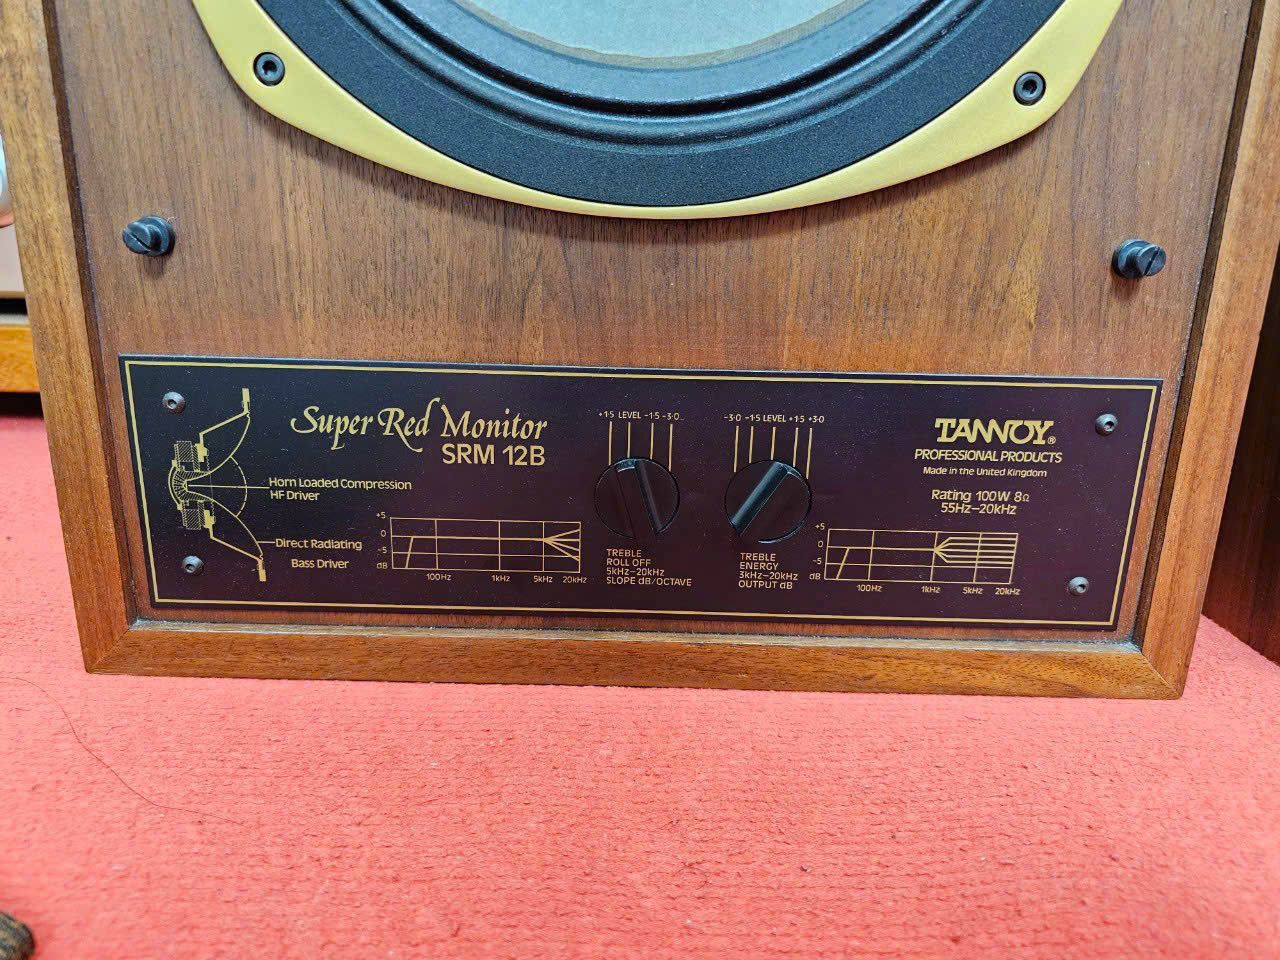 Super Red Monitor
SRM 12B
Horn Loaded Compression
HF Driver
Direct Radiating
Bass Driver
+5
0
-5
dB
100Hz 1kHz 5kHz 20kHz
+1·5 LEVEL -1·5 -3·0
TREBLE
ROLL OFF
5kHz-20kHz
SLOPE dB/OCTAVE
-3·0 -1·5 LEVEL +1·5 +3·0
TREBLE
ENERGY
3kHz-20kHz
OUTPUT dB
+5
0
-5
dB
100Hz 1kHz 5kHz 20kHz
TANNOY®
PROFESSIONAL PRODUCTS
Made in the United Kingdom
Rating 100W 8Ω
55Hz-20kHz